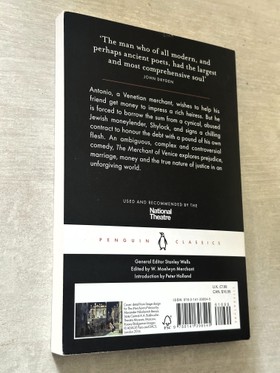 'The man who of all modern, and
perhaps ancient poets, had the largest
and most comprehensive soul'
JOHN DRYDEN
Antonio, a Venetian merchant, wishes to help his
friend get money to impress a rich heiress. But he
is forced to borrow the sum from a cynical, abused
Jewish moneylender, Shylock, and signs a chilling
contract to honour the debt with a pound of his own
flesh. An ambiguous, complex and controversial
comedy, The Merchant of Venice explores prejudice,
marriage, money and the true nature of justice in an
unforgiving world.
USED AND RECOMMENDED BY THE
National
Theatre
PENGUIN CLASSICS
General Editor Stanley Wells
Edited by W. Moelwyn Merchant
Introduction by Peter Holland